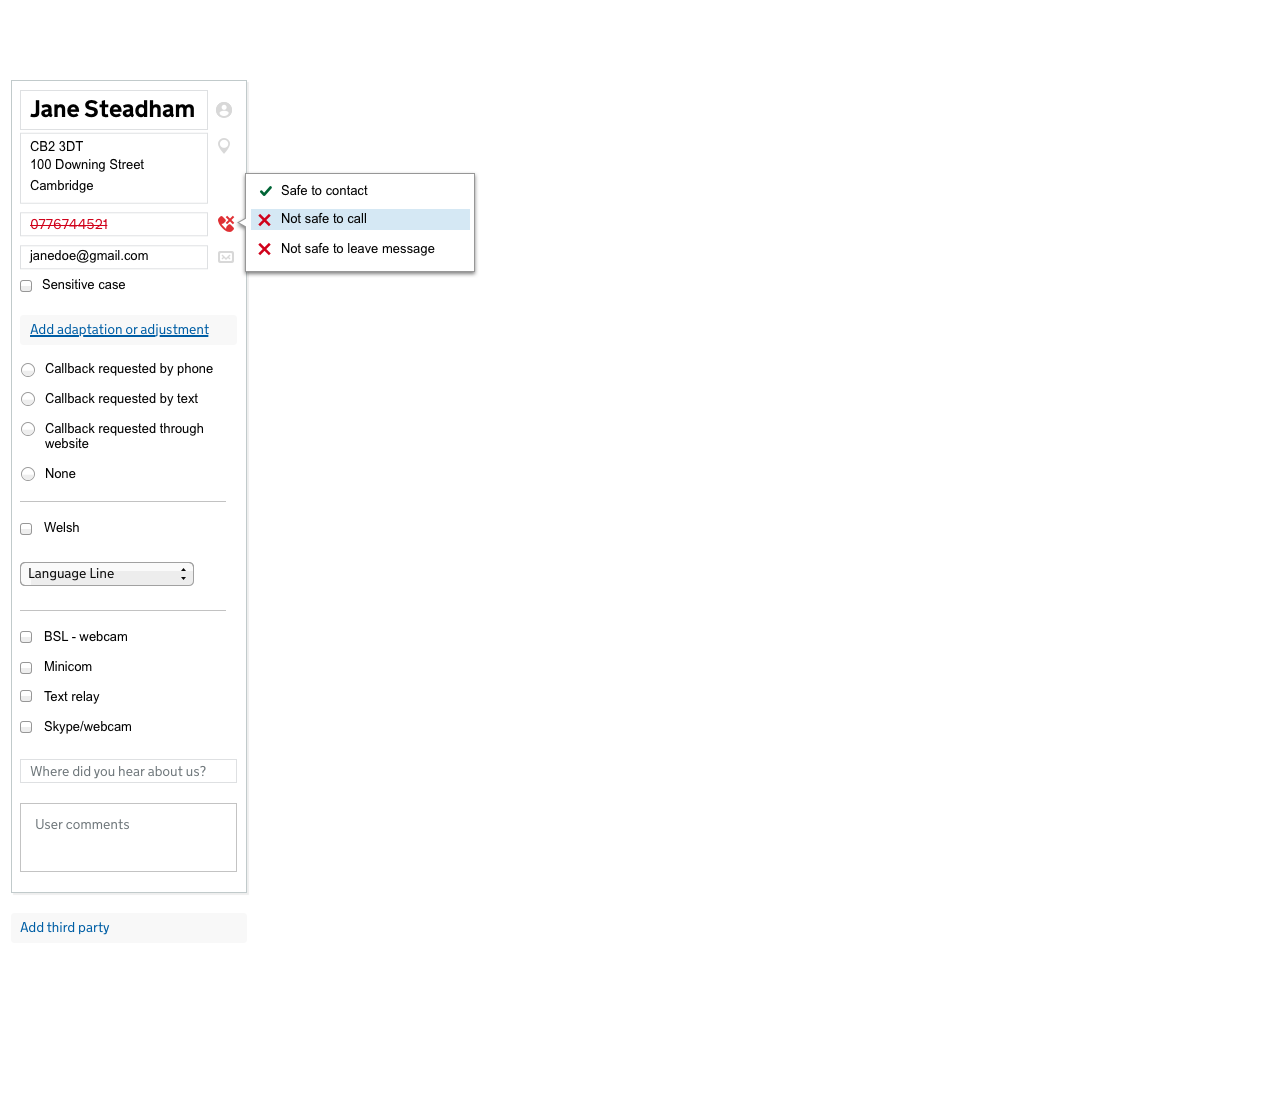 Jane Steadham
CB2 3DT
100 Downing Street
Cambridge
0776744521
janedoe@gmail.com
Safe to contact
Not safe to call
Not safe to leave message
Sensitive case
Add adaptation or adjustment
Callback requested by phone
Callback requested by text
Callback requested through
website
None
Welsh
Language Line
BSL - webcam
Minicom
Text relay
Skype/webcam
Where did you hear about us?
User comments
Add third party